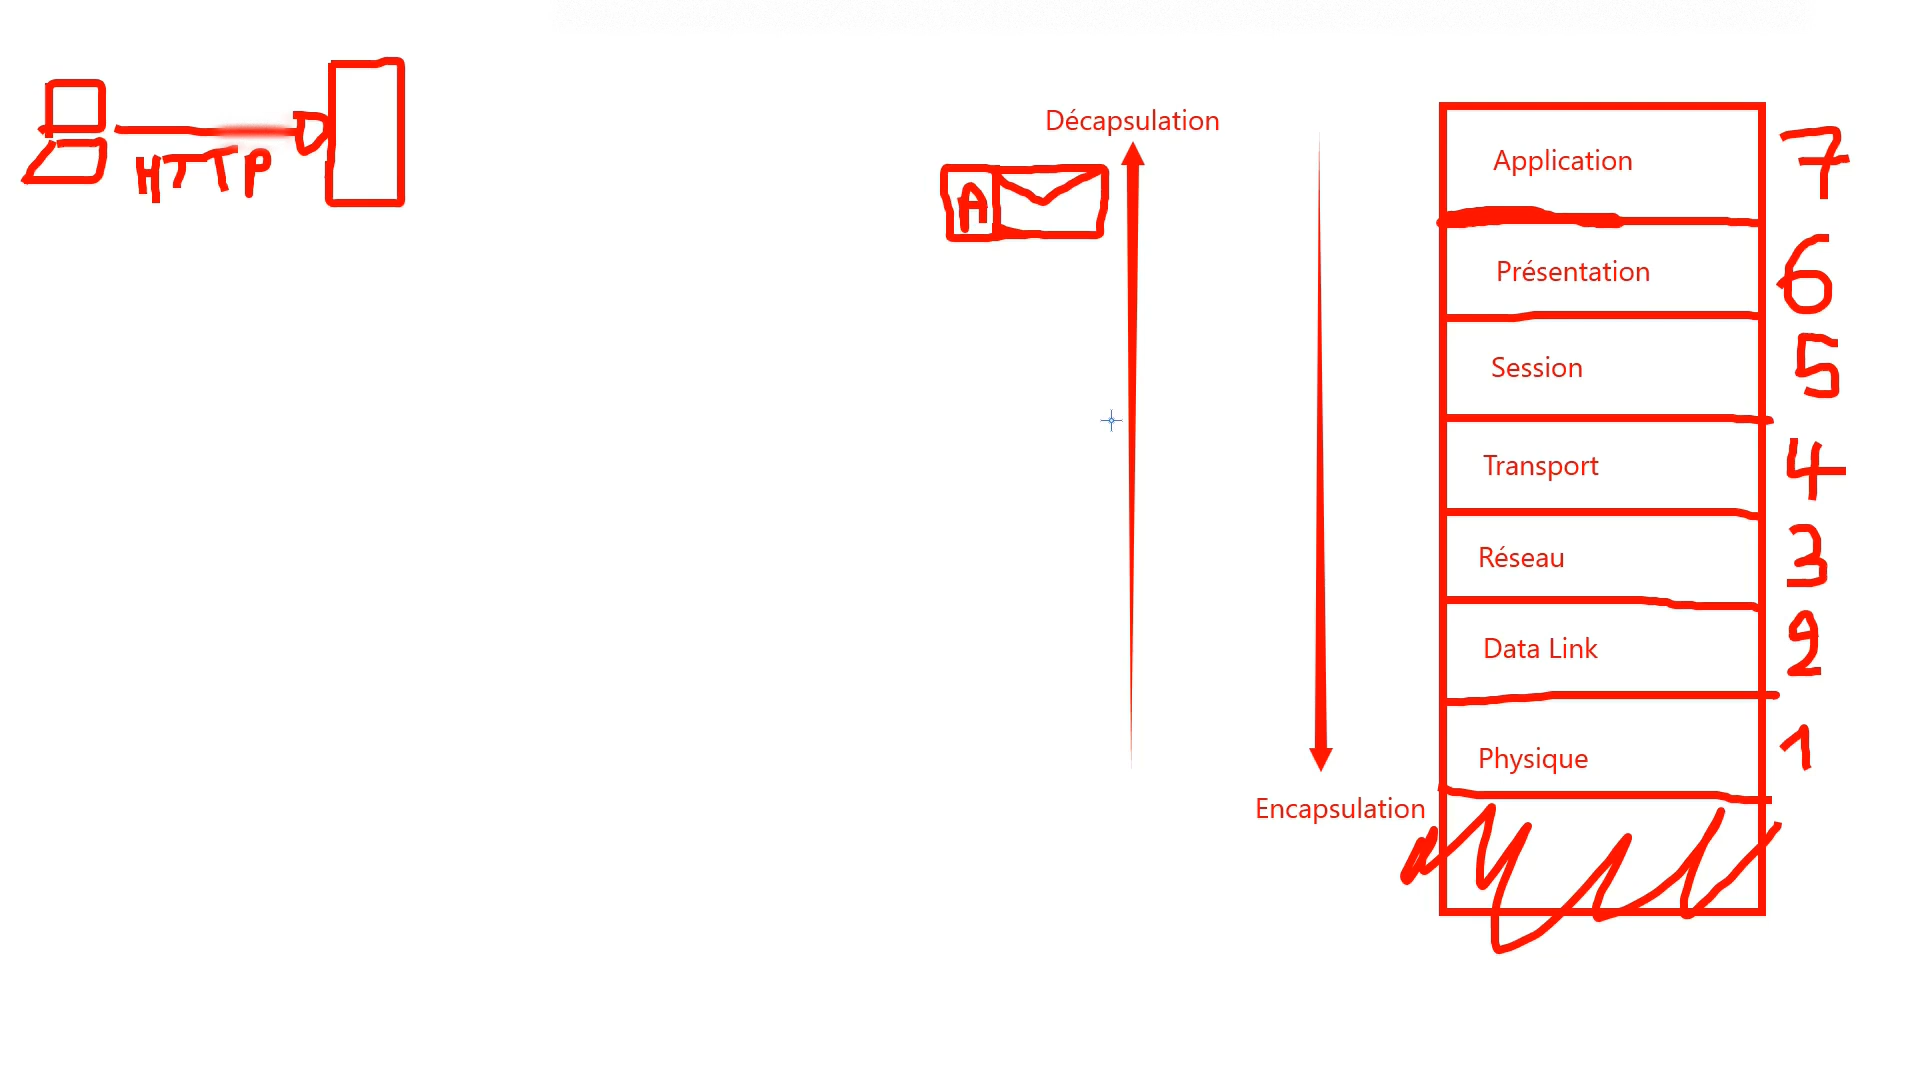 HTTP
Décapsulation
A
Encapsulation
Application 7
Présentation 6
Session 5
Transport 4
Réseau 3
Data Link 2
Physique 1